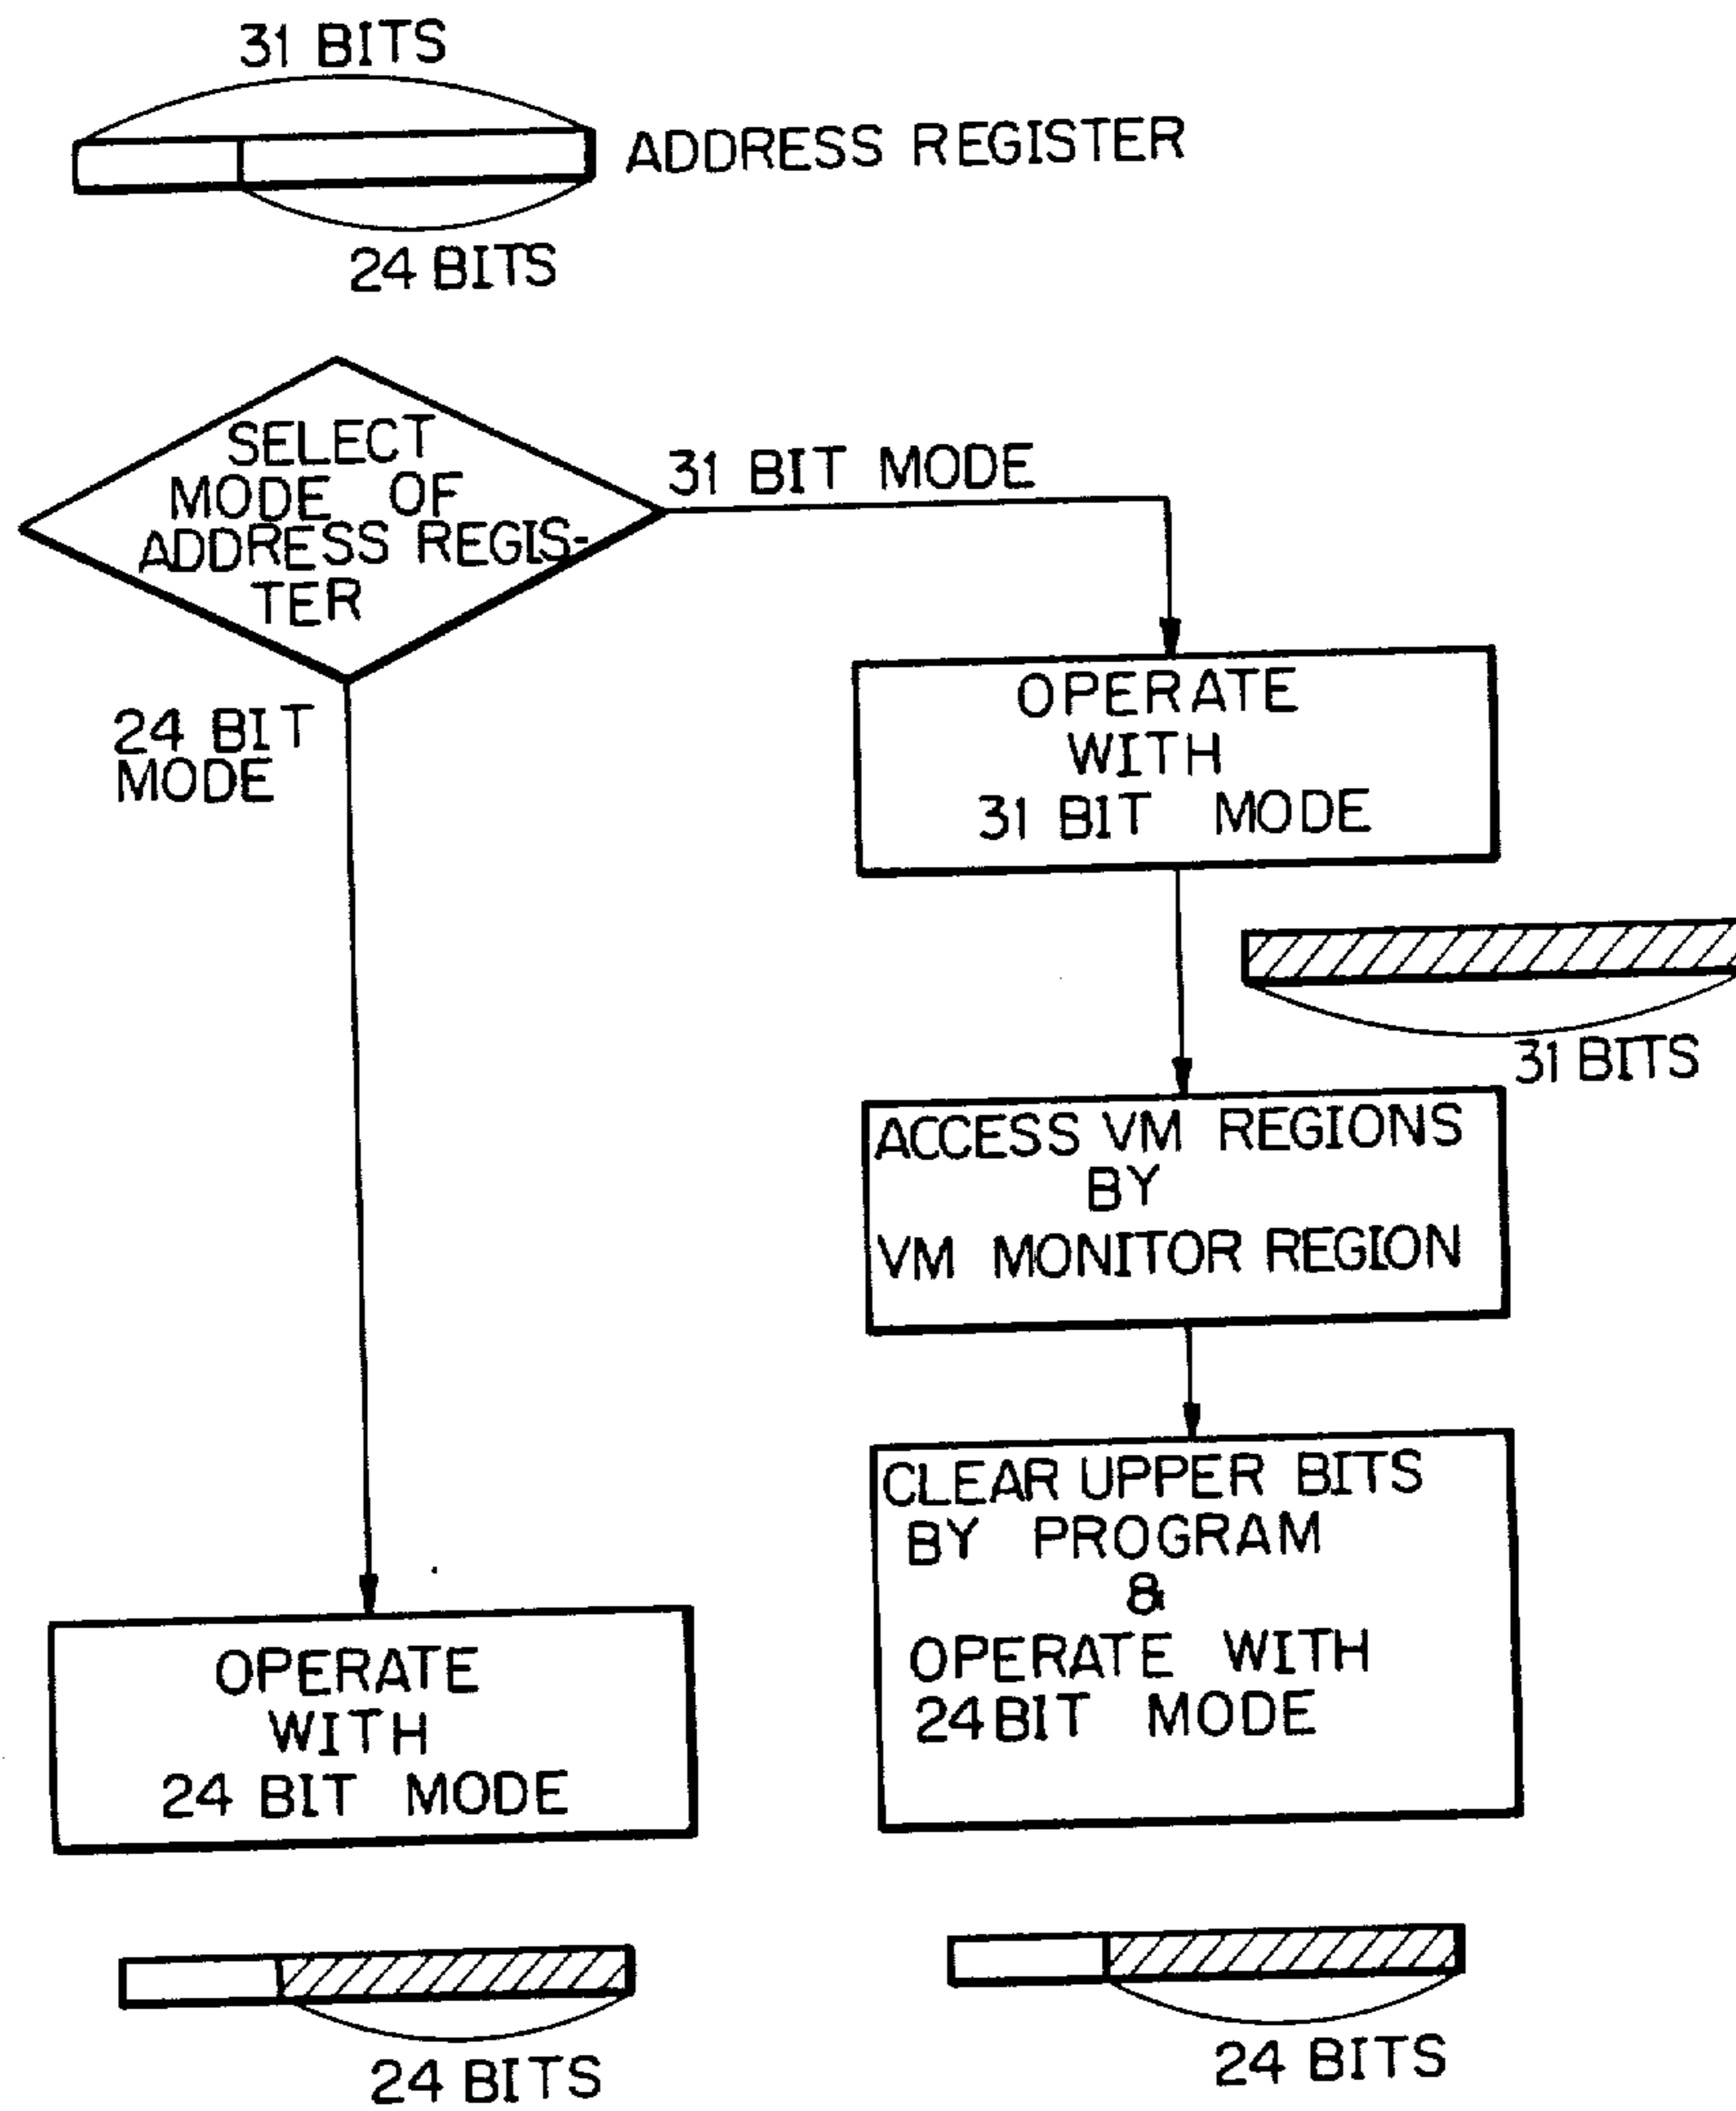 31 BITS
ADDRESS REGISTER
24 BITS
SELECT
MODE OF
ADDRESS REGIS-
TER
31 BIT MODE
24 BIT
MODE
OPERATE
WITH
31 BIT MODE
31 BITS
ACCESS VM REGIONS
BY
VM MONITOR REGION
CLEAR UPPER BITS
BY PROGRAM
&
OPERATE WITH
24 BIT MODE
OPERATE
WITH
24 BIT MODE
24 BITS
24 BITS